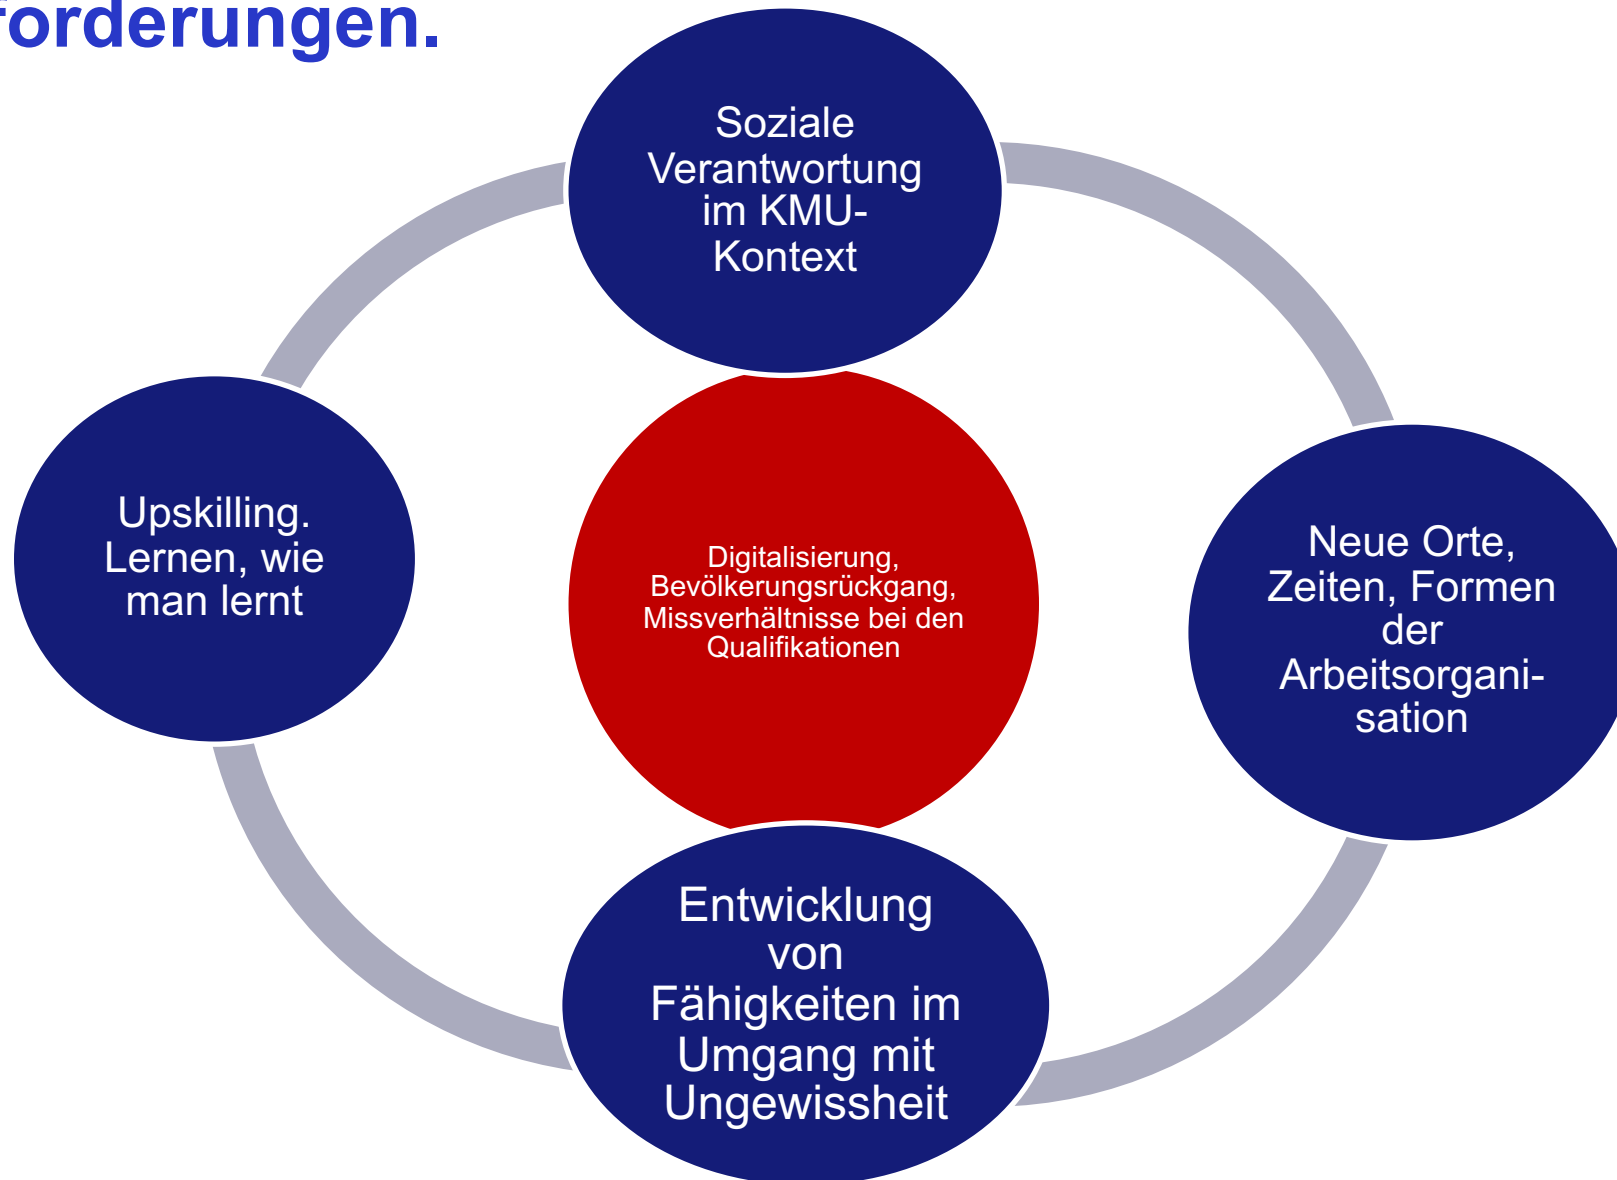 forderungen.
Soziale
Verantwortung
im KMU-
Kontext
Upskilling.
Lernen, wie
man lernt
Digitalisierung,
Bevölkerungsrückgang,
Missverhältnisse bei den
Qualifikationen
Neue Orte,
Zeiten, Formen
der
Arbeitsorgani-
sation
Entwicklung
von
Fähigkeiten im
Umgang mit
Ungewissheit